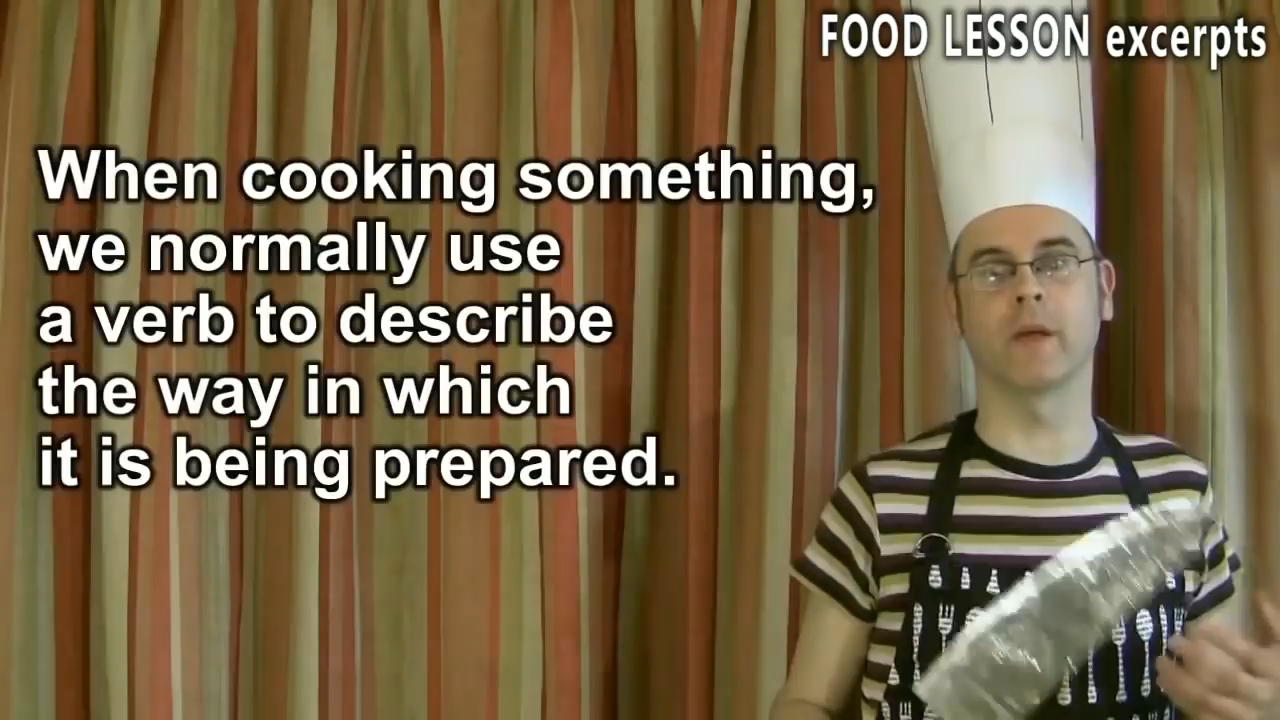 FOOD LESSON excerpts
When cooking something,
we normally use
a verb to describe
the way in which
it is being prepared.